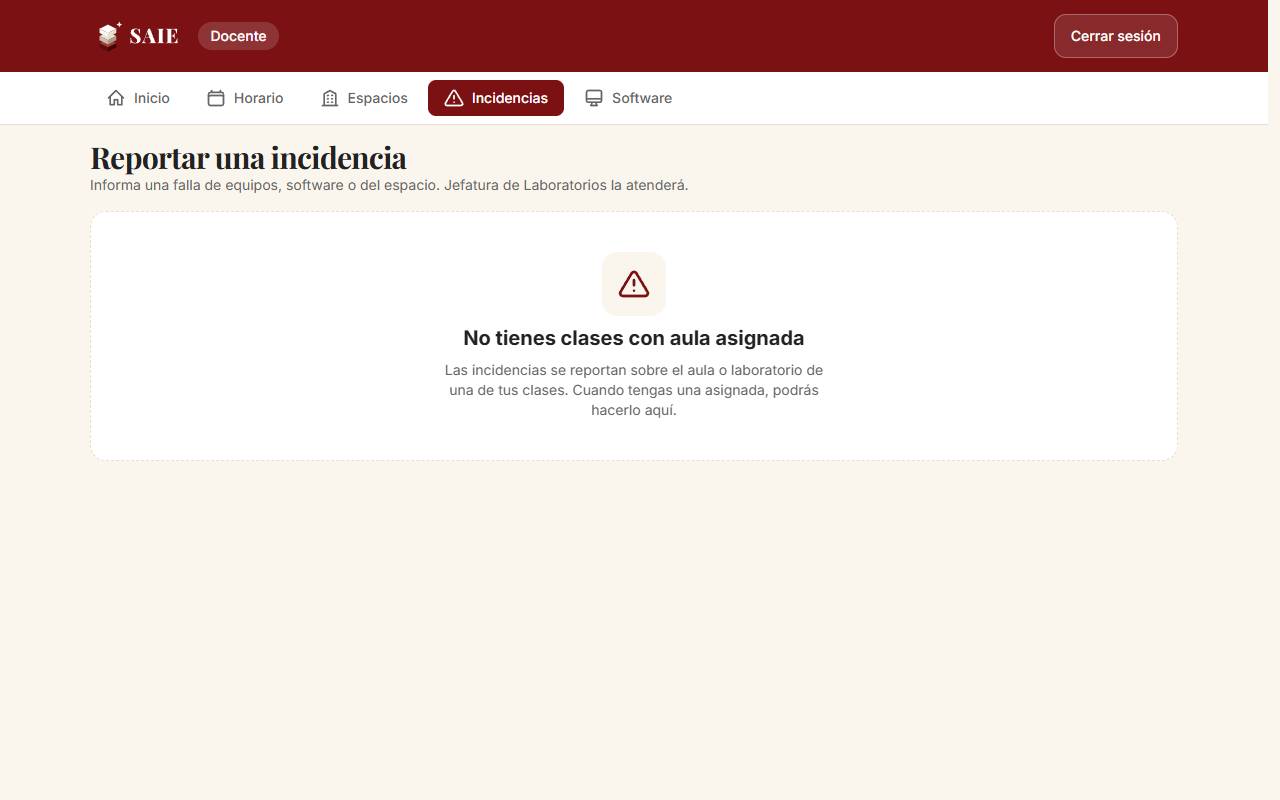 SAIE
Docente
Cerrar sesión
Inicio
Horario
Espacios
Incidencias
Software
Reportar una incidencia
Informa una falla de equipos, software o del espacio. Jefatura de Laboratorios la atenderá.
No tienes clases con aula asignada
Las incidencias se reportan sobre el aula o laboratorio de
una de tus clases. Cuando tengas una asignada, podrás
hacerlo aquí.